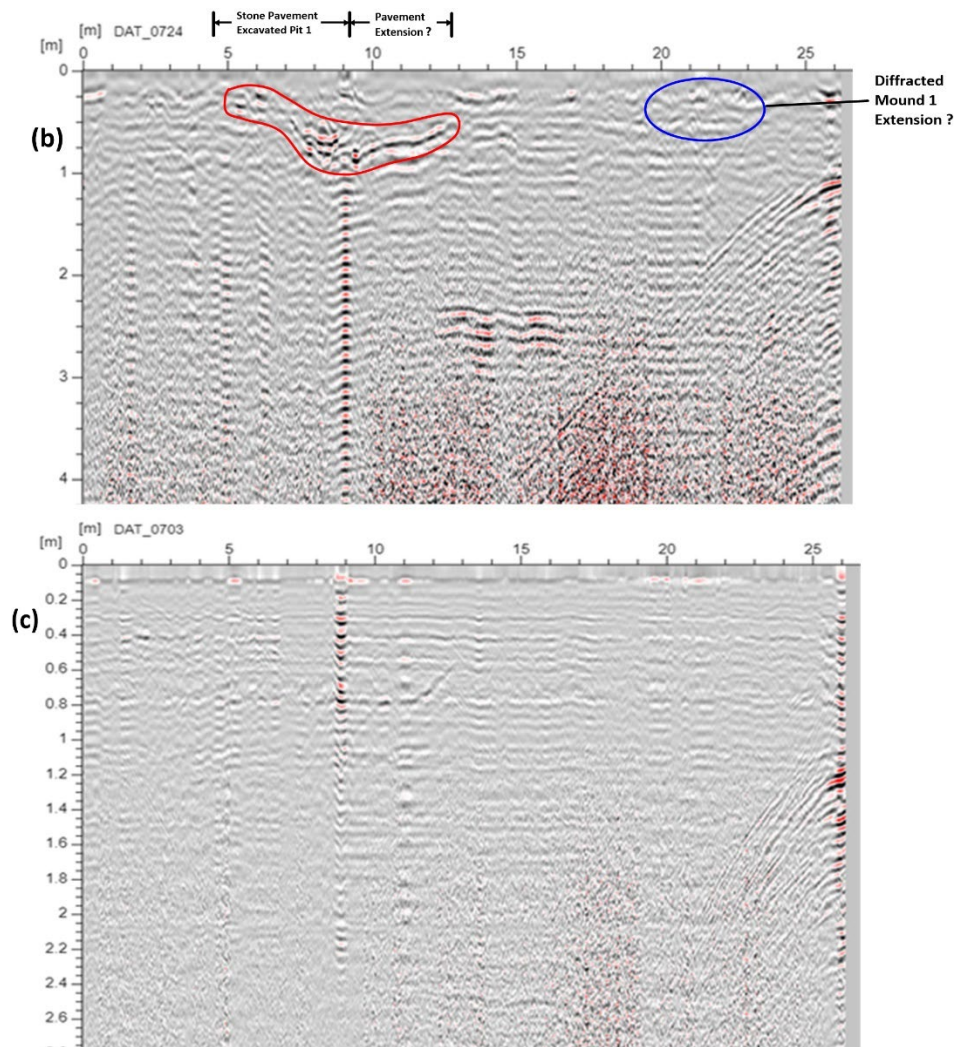 Stone Pavement Pavement
Excavated Pit 1 Extension ?
[m] DAT_0724
[m] 0 5 10 15 20 25
0
Diffracted
Mound 1
Extension ?
(b)
1
2
3
4
[m] DAT_0703
[m] 0 5 10 15 20 25
0
0.2
(c)
0.4
0.6
0.8
1
1.2
1.4
1.6
1.8
2
2.2
2.4
2.6